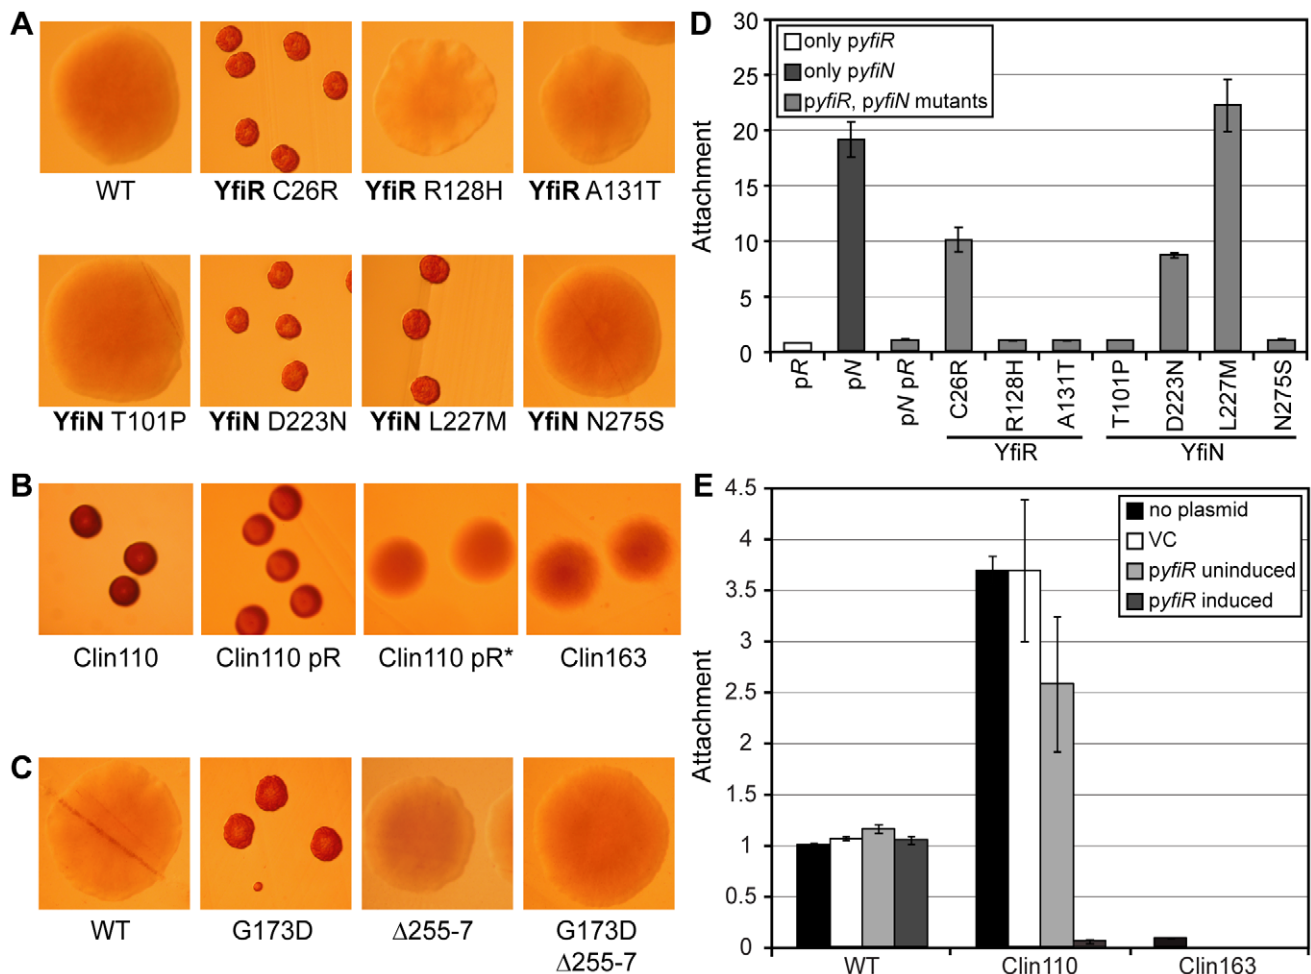 A
WT
YfiR C26R
YfiR R128H
YfiR A131T
YfiN T101P
YfiN D223N
YfiN L227M
YfiN N275S
B
Clin110
Clin110 pR
Clin110 pR*
Clin163
C
WT
G173D
Δ255-7
G173D
Δ255-7
D
Attachment
30
25
20
15
10
5
0
only pyfiR
only pyfiN
pyfiR, pyfiN mutants
pR
pN
pN pR
C26R
R128H
A131T
T101P
D223N
L227M
N275S
YfiR
YfiN
E
Attachment
4.5
4
3.5
3
2.5
2
1.5
1
0.5
0
no plasmid
VC
pyfiR uninduced
pyfiR induced
WT
Clin110
Clin163